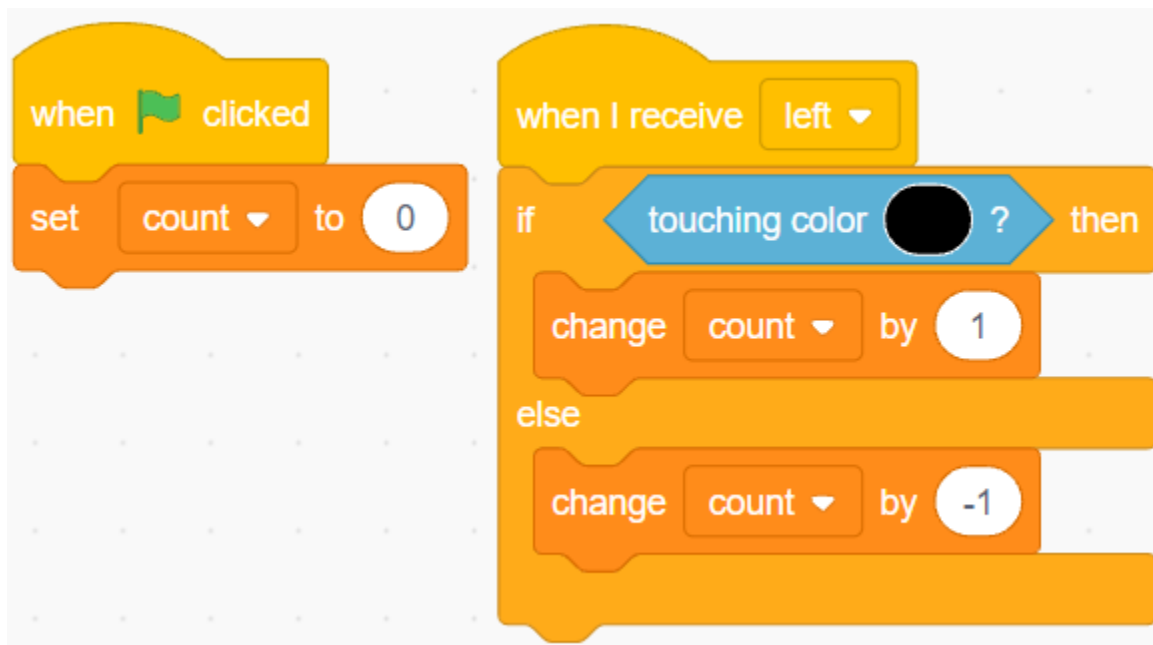 when clicked
set count to 0
when I receive left
if touching color ? then
change count by 1
else
change count by -1